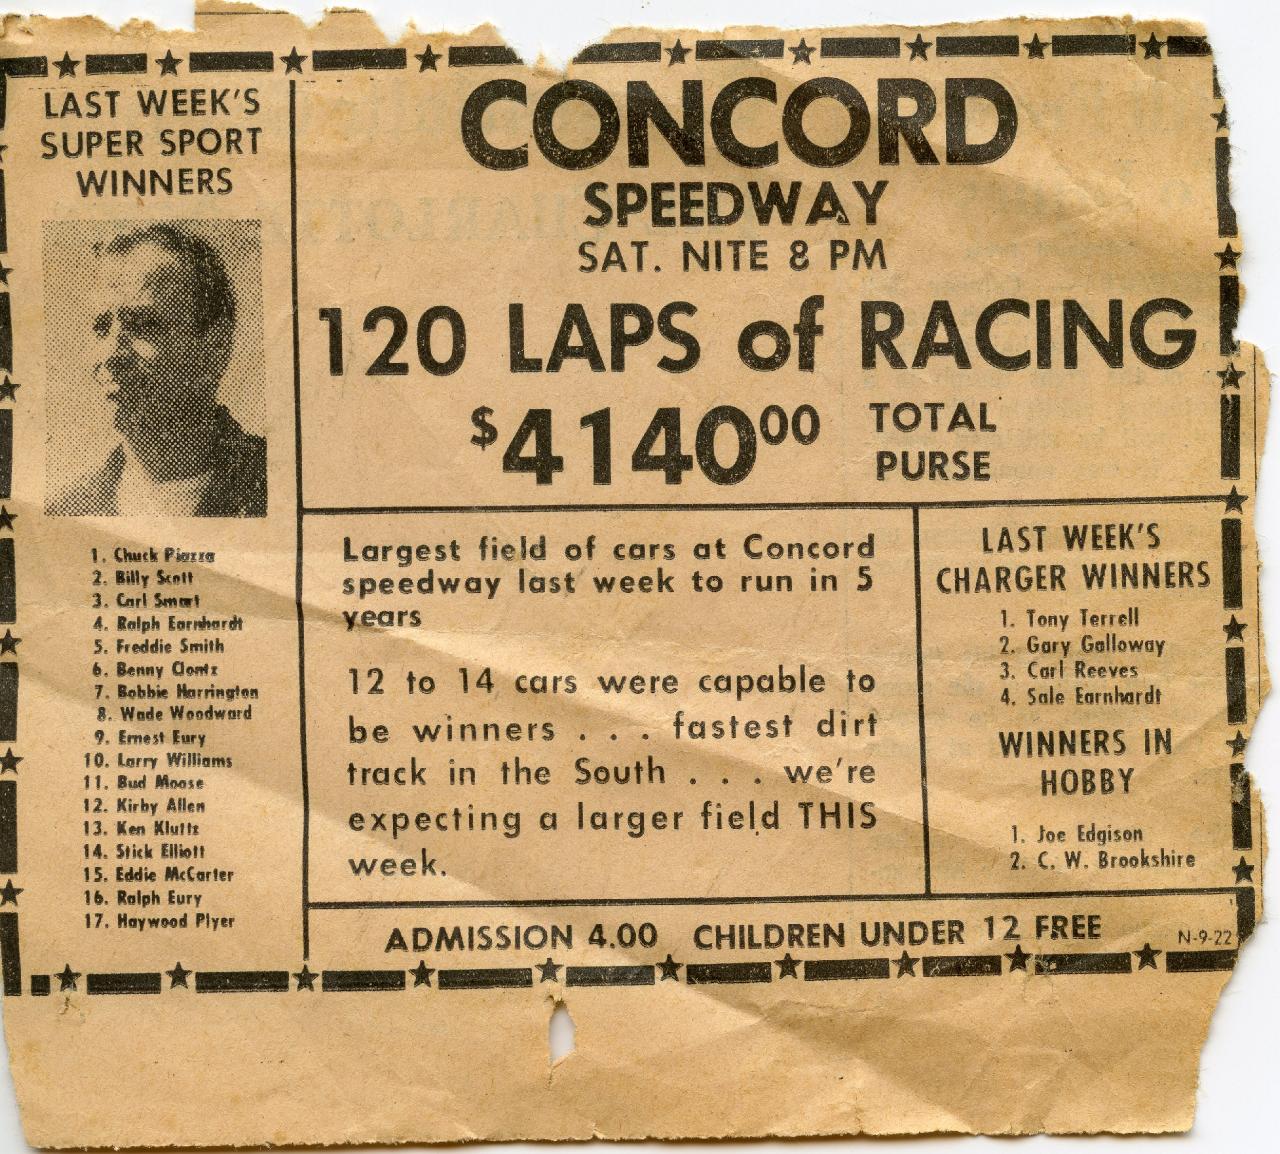 LAST WEEK'S
SUPER SPORT
WINNERS
1. Chuck Piazza
2. Billy Scott
3. Carl Smart
4. Ralph Earnhardt
5. Freddie Smith
6. Benny Clontz
7. Bobbie Harrington
8. Wade Woodward
9. Ernest Eury
10. Larry Williams
11. Bud Moose
12. Kirby Allen
13. Ken Kluttz
14. Stick Elliott
15. Eddie McCarter
16. Ralph Eury
17. Haywood Plyer
CONCORD
SPEEDWAY
SAT. NITE 8 PM
120 LAPS of RACING
$414000 TOTAL
PURSE
Largest field of cars at Concord
speedway last week to run in 5
years
12 to 14 cars were capable to
be winners . . . fastest dirt
track in the South . . . we're
expecting a larger field THIS
week.
LAST WEEK'S
CHARGER WINNERS
1. Tony Terrell
2. Gary Galloway
3. Carl Reeves
4. Sale Earnhardt
WINNERS IN
HOBBY
1. Joe Edgison
2. C. W. Brookshire
ADMISSION 4.00 CHILDREN UNDER 12 FREE
N-9-22